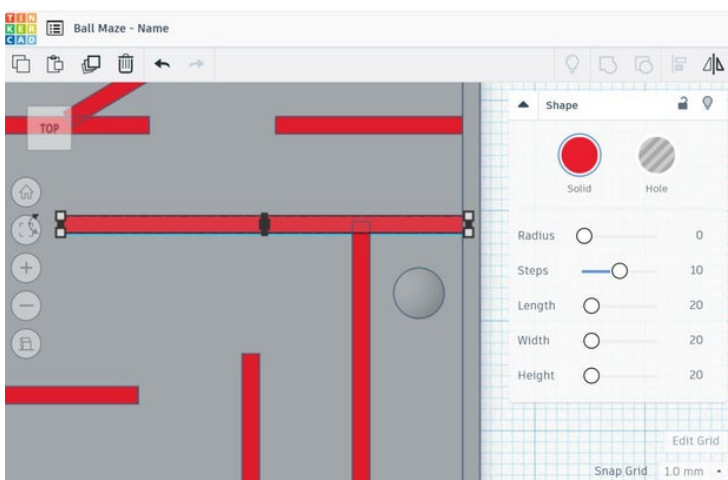 TIN
KER
CAD
Ball Maze - Name
TOP
Shape
Solid Hole
Radius 0
Steps 10
Length 20
Width 20
Height 20
Edit Grid
Snap Grid 1.0 mm